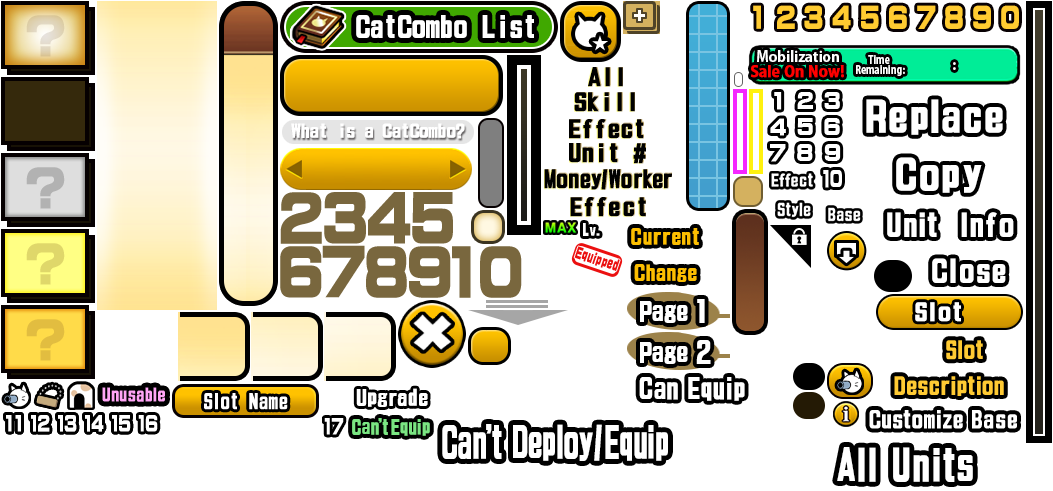 ?
?
?
?
CatCombo List
What is a CatCombo?
2345
678910
All
Skill
Effect
Unit #
Money/Worker
Effect
MAX Lv.
Equipped
Current
Change
Page 1
Page 2
Can Equip
1234567890
Mobilization
Sale On Now!
Time
Remaining:
:
1 2 3
4 5 6
7 8 9
Effect 10
Style
Base
Replace
Copy
Unit Info
Close
Slot
Slot
Description
Customize Base
All Units
Unusable
11 12 13 14 15 16
Slot Name
Upgrade
17 Can't Equip
Can't Deploy/Equip